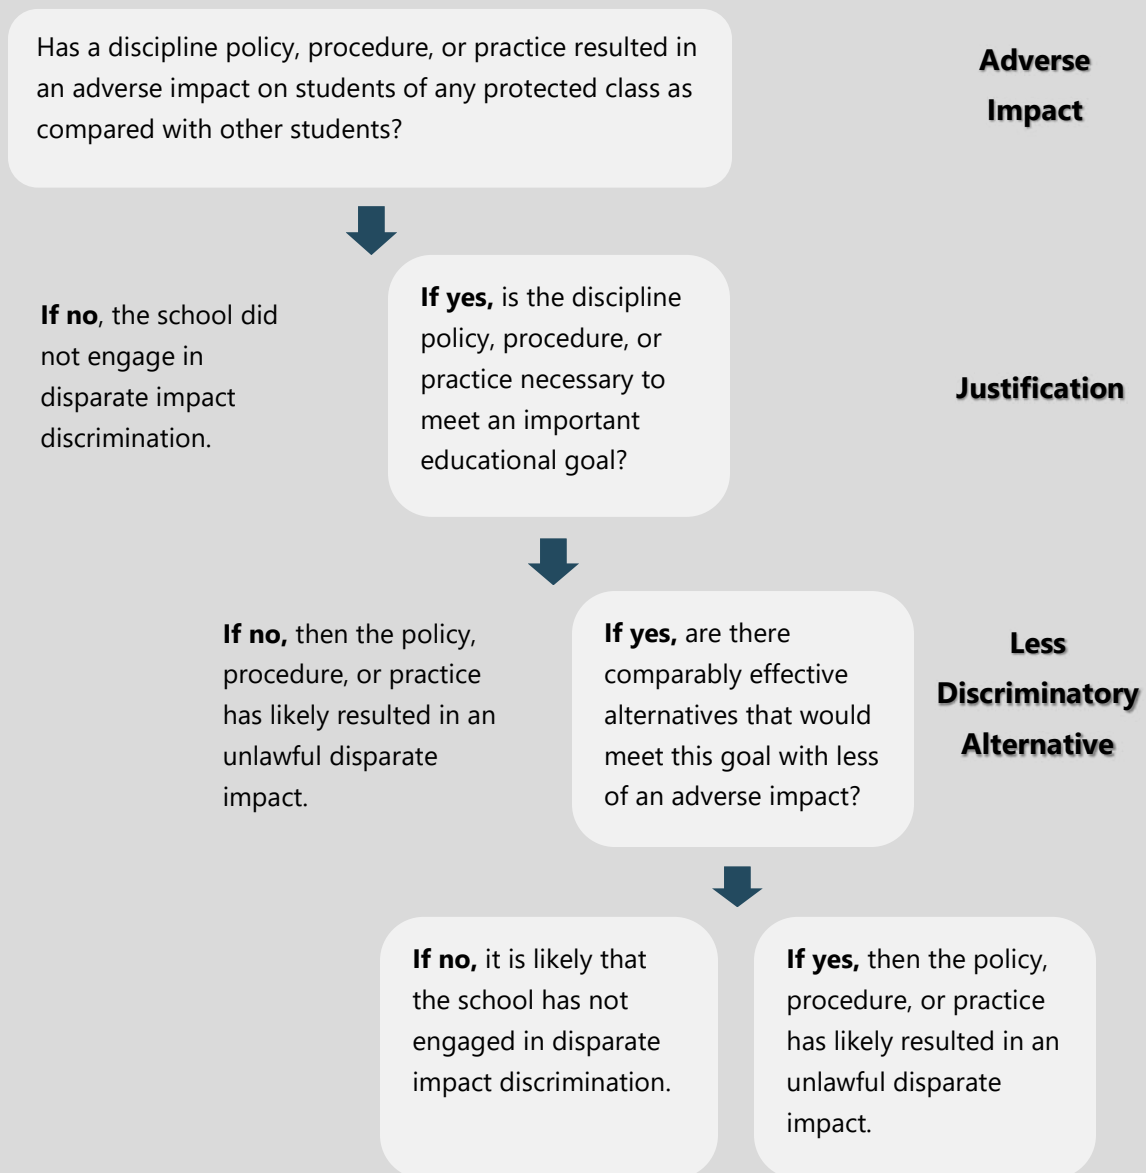 Has a discipline policy, procedure, or practice resulted in
an adverse impact on students of any protected class as
compared with other students?
Adverse
Impact
If no, the school did
not engage in
disparate impact
discrimination.
If yes, is the discipline
policy, procedure, or
practice necessary to
meet an important
educational goal?
Justification
If no, then the policy,
procedure, or practice
has likely resulted in an
unlawful disparate
impact.
If yes, are there
comparably effective
alternatives that would
meet this goal with less
of an adverse impact?
Less
Discriminatory
Alternative
If no, it is likely that
the school has not
engaged in disparate
impact discrimination.
If yes, then the policy,
procedure, or practice
has likely resulted in an
unlawful disparate
impact.